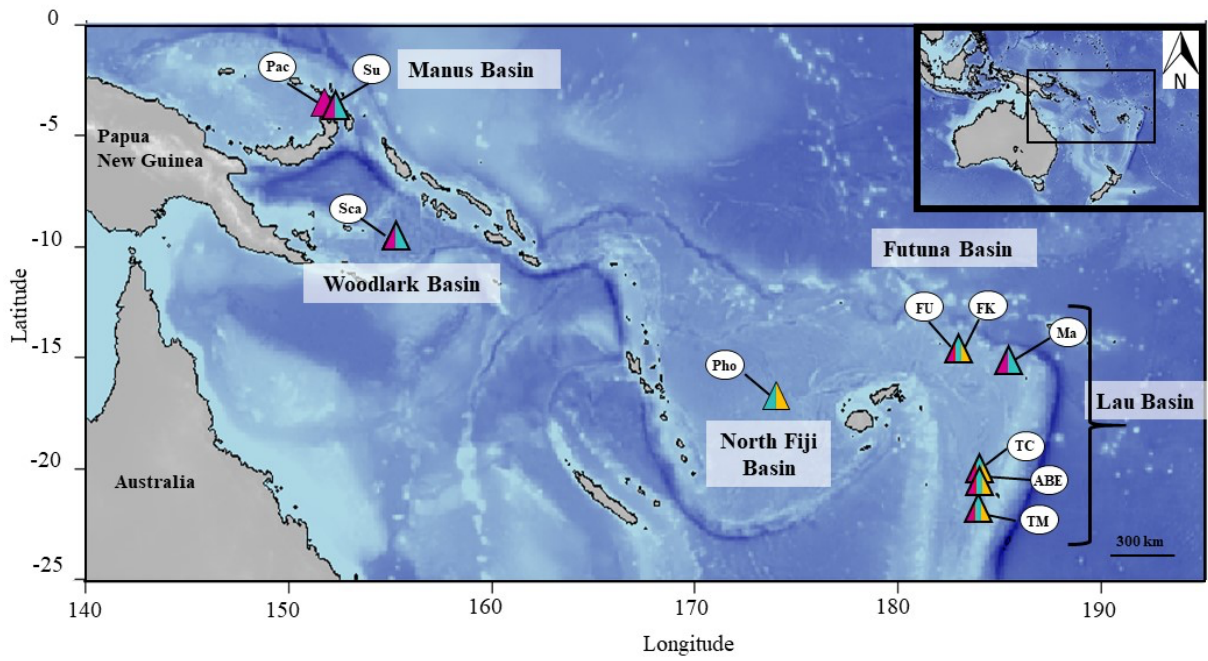 0
-5
-10
-15
-20
-25
Latitude
140
150
160
170
180
190
Longitude
Pac
Su
Manus Basin
Papua
New Guinea
Sca
Woodlark Basin
Australia
Pho
North Fiji
Basin
Futuna Basin
FU
FK
Ma
Lau Basin
TC
ABE
TM
300 km
N